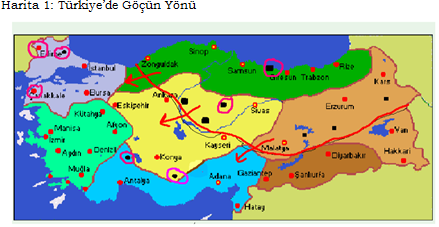 Harita 1: Türkiye'de Göçün Yönü
Sinop
Zonguldak
Edirne
İstanbul
Samsun
Giresun
Trabzon
Rize
Kars
Bursa
Ankara
Eskişehir
Sivas
Erzurum
Kütahya
Manisa
Afyon
İzmir
Kayseri
Malatya
Van
Aydın
Denizli
Konya
Diyarbakır
Hakkari
Muğla
Antalya
Adana
Gaziantep
Şanlıurfa
Hatay